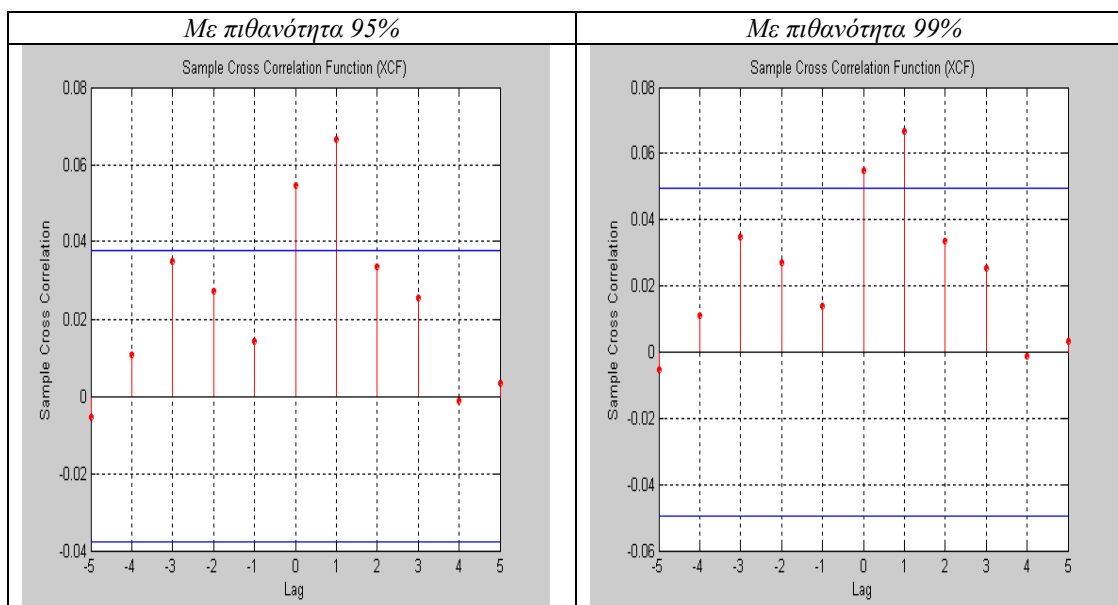 Με πιθανότητα 95%
Με πιθανότητα 99%
Sample Cross Correlation Function (XCF)
0.08
0.06
0.04
0.02
0
-0.02
-0.04
Sample Cross Correlation
-5 -4 -3 -2 -1 0 1 2 3 4 5
Lag
Sample Cross Correlation Function (XCF)
0.08
0.06
0.04
0.02
0
-0.02
-0.04
-0.06
Sample Cross Correlation
-5 -4 -3 -2 -1 0 1 2 3 4 5
Lag